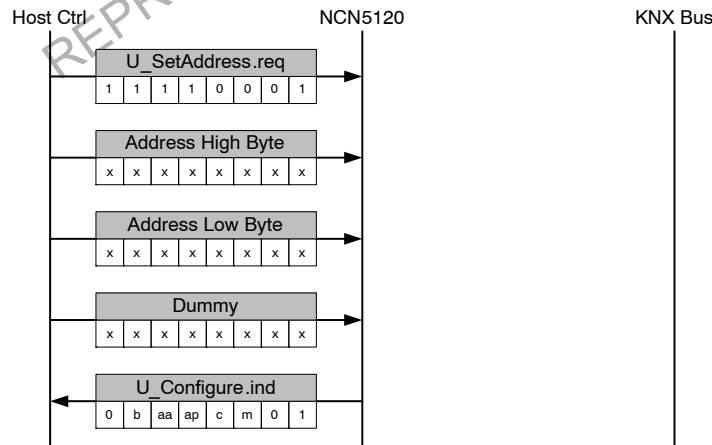 Host Ctrl NCN5120 KNX Bus
U_SetAddress.req
1 1 1 1 0 0 0 1
Address High Byte
x x x x x x x x
Address Low Byte
x x x x x x x x
Dummy
x x x x x x x x
U_Configure.ind
0 b aa ap c m 0 1